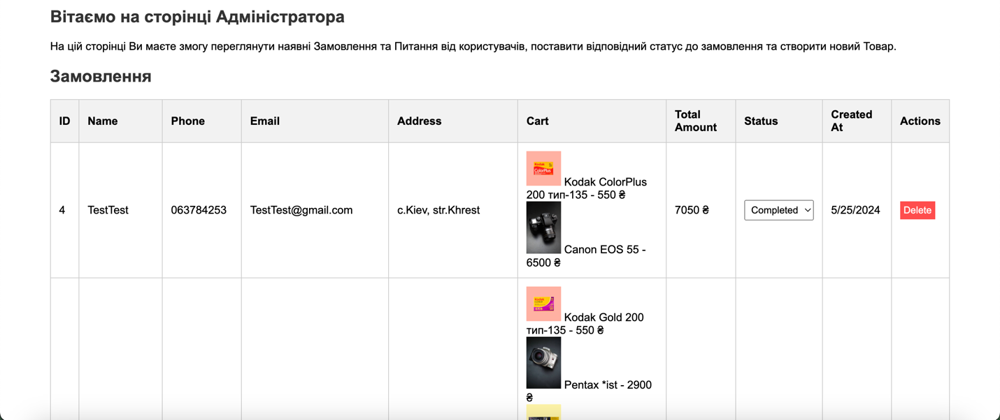 Вітаємо на сторінці Адміністратора
На цій сторінці Ви маєте змогу переглянути наявні Замовлення та Питання від користувачів, поставити відповідний статус до замовлення та створити новий Товар.
Замовлення
ID
Name
Phone
Email
Address
Cart
Total
Amount
Status
Created
At
Actions
4
TestTest
063784253
TestTest@gmail.com
c.Kiev, str.Khrest
Kodak
ColorPlus
Kodak ColorPlus
200 тип-135 - 550 ₴
Canon EOS 55 -
6500 ₴
7050 ₴
Completed
5/25/2024
Delete
Kodak
Kodak Gold 200
тип-135 - 550 ₴
Pentax *ist - 2900
₴